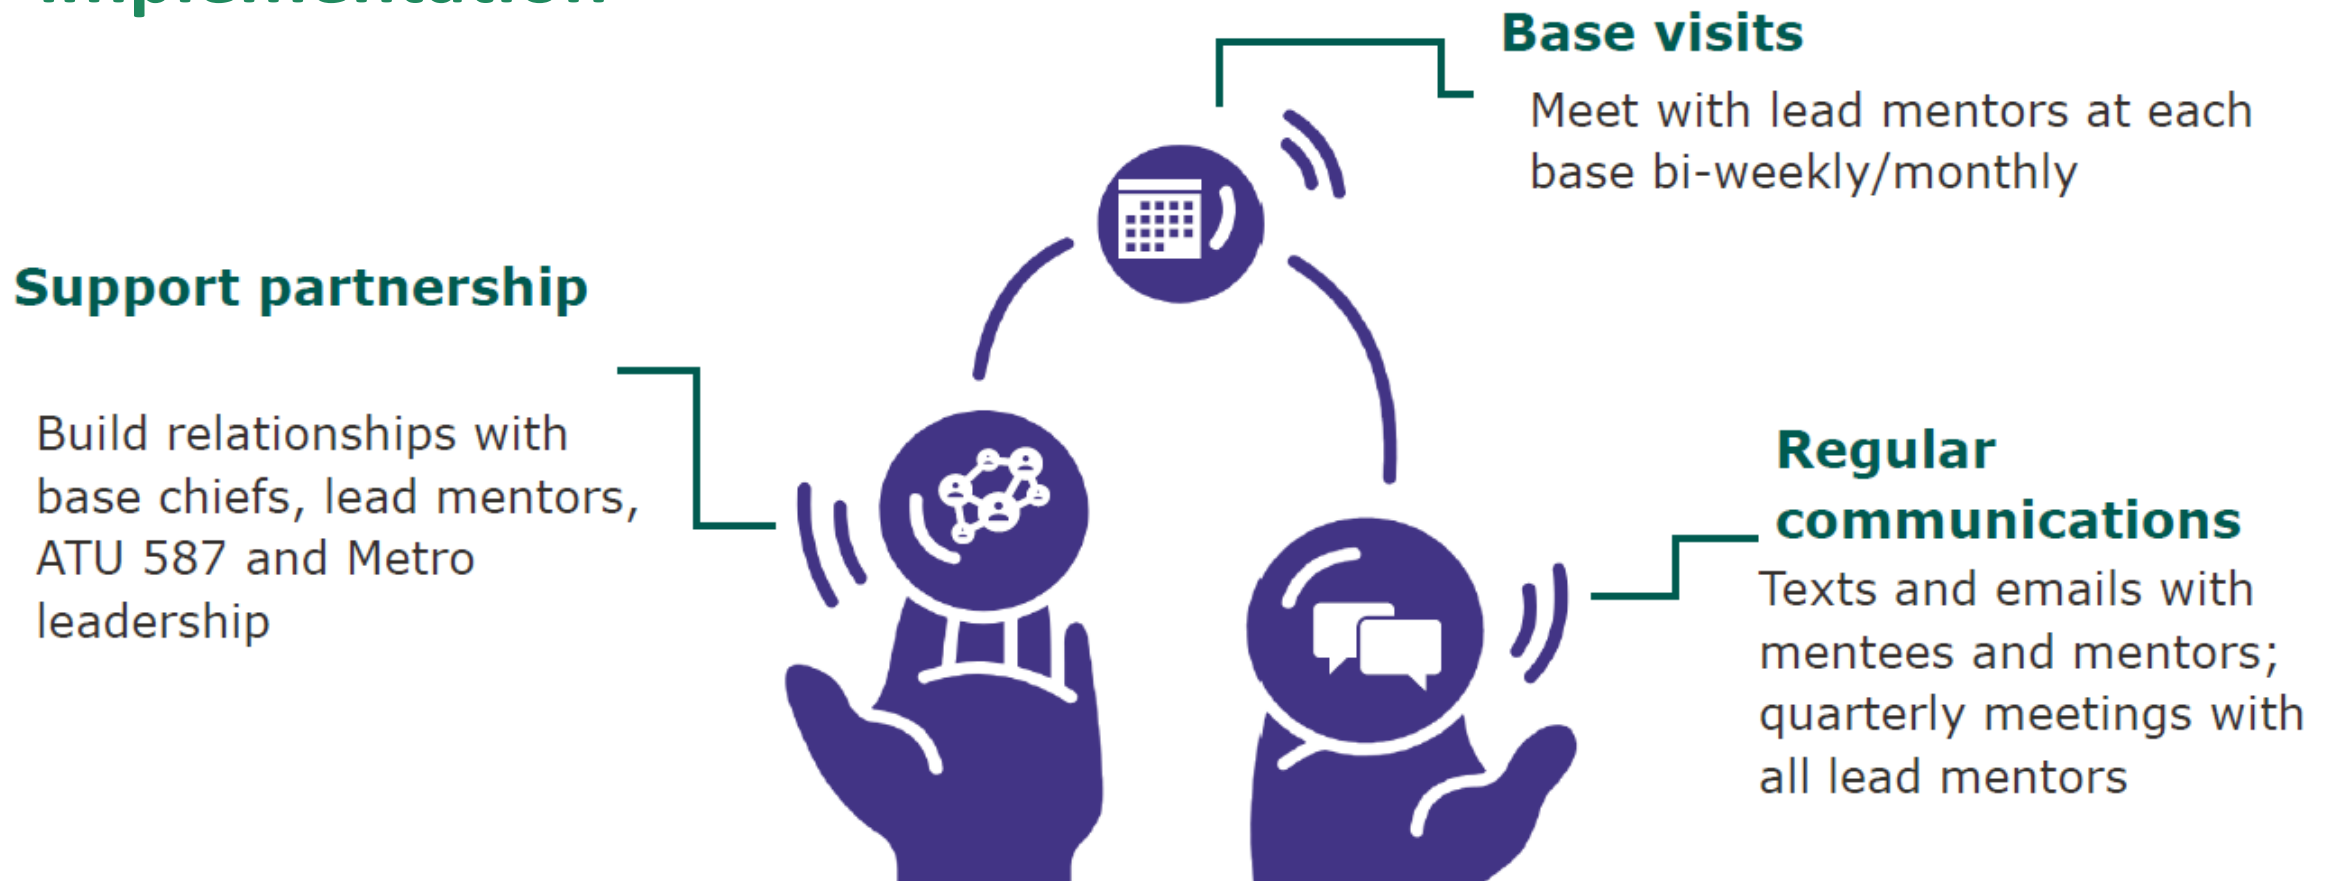 Implementation
Base visits
Meet with lead mentors at each
base bi-weekly/monthly
Support partnership
Build relationships with
base chiefs, lead mentors,
ATU 587 and Metro
leadership
Regular
communications
Texts and emails with
mentees and mentors;
quarterly meetings with
all lead mentors